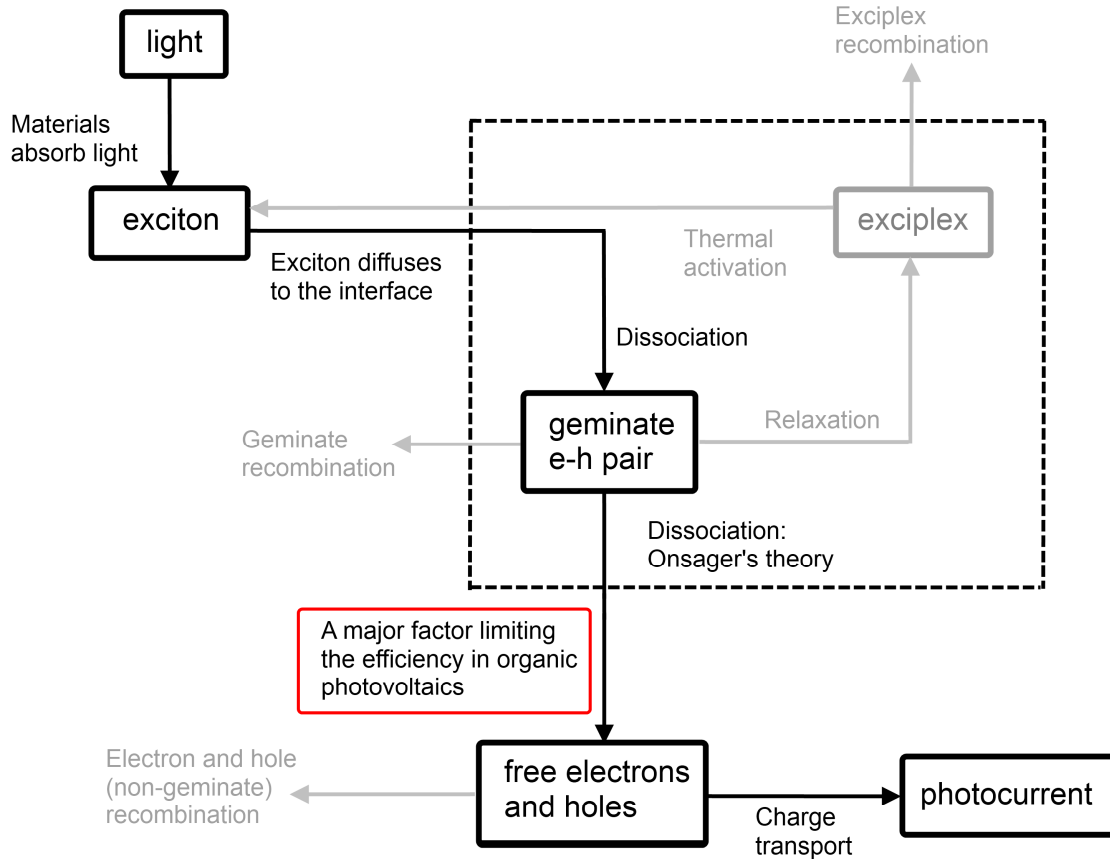 light
Exciplex
recombination
Materials
absorb light
exciton
exciplex
Thermal
activation
Exciton diffuses
to the interface
Dissociation
geminate
e-h pair
Relaxation
Geminate
recombination
Dissociation:
Onsager's theory
A major factor limiting
the efficiency in organic
photovoltaics
Electron and hole
(non-geminate)
recombination
free electrons
and holes
photocurrent
Charge
transport